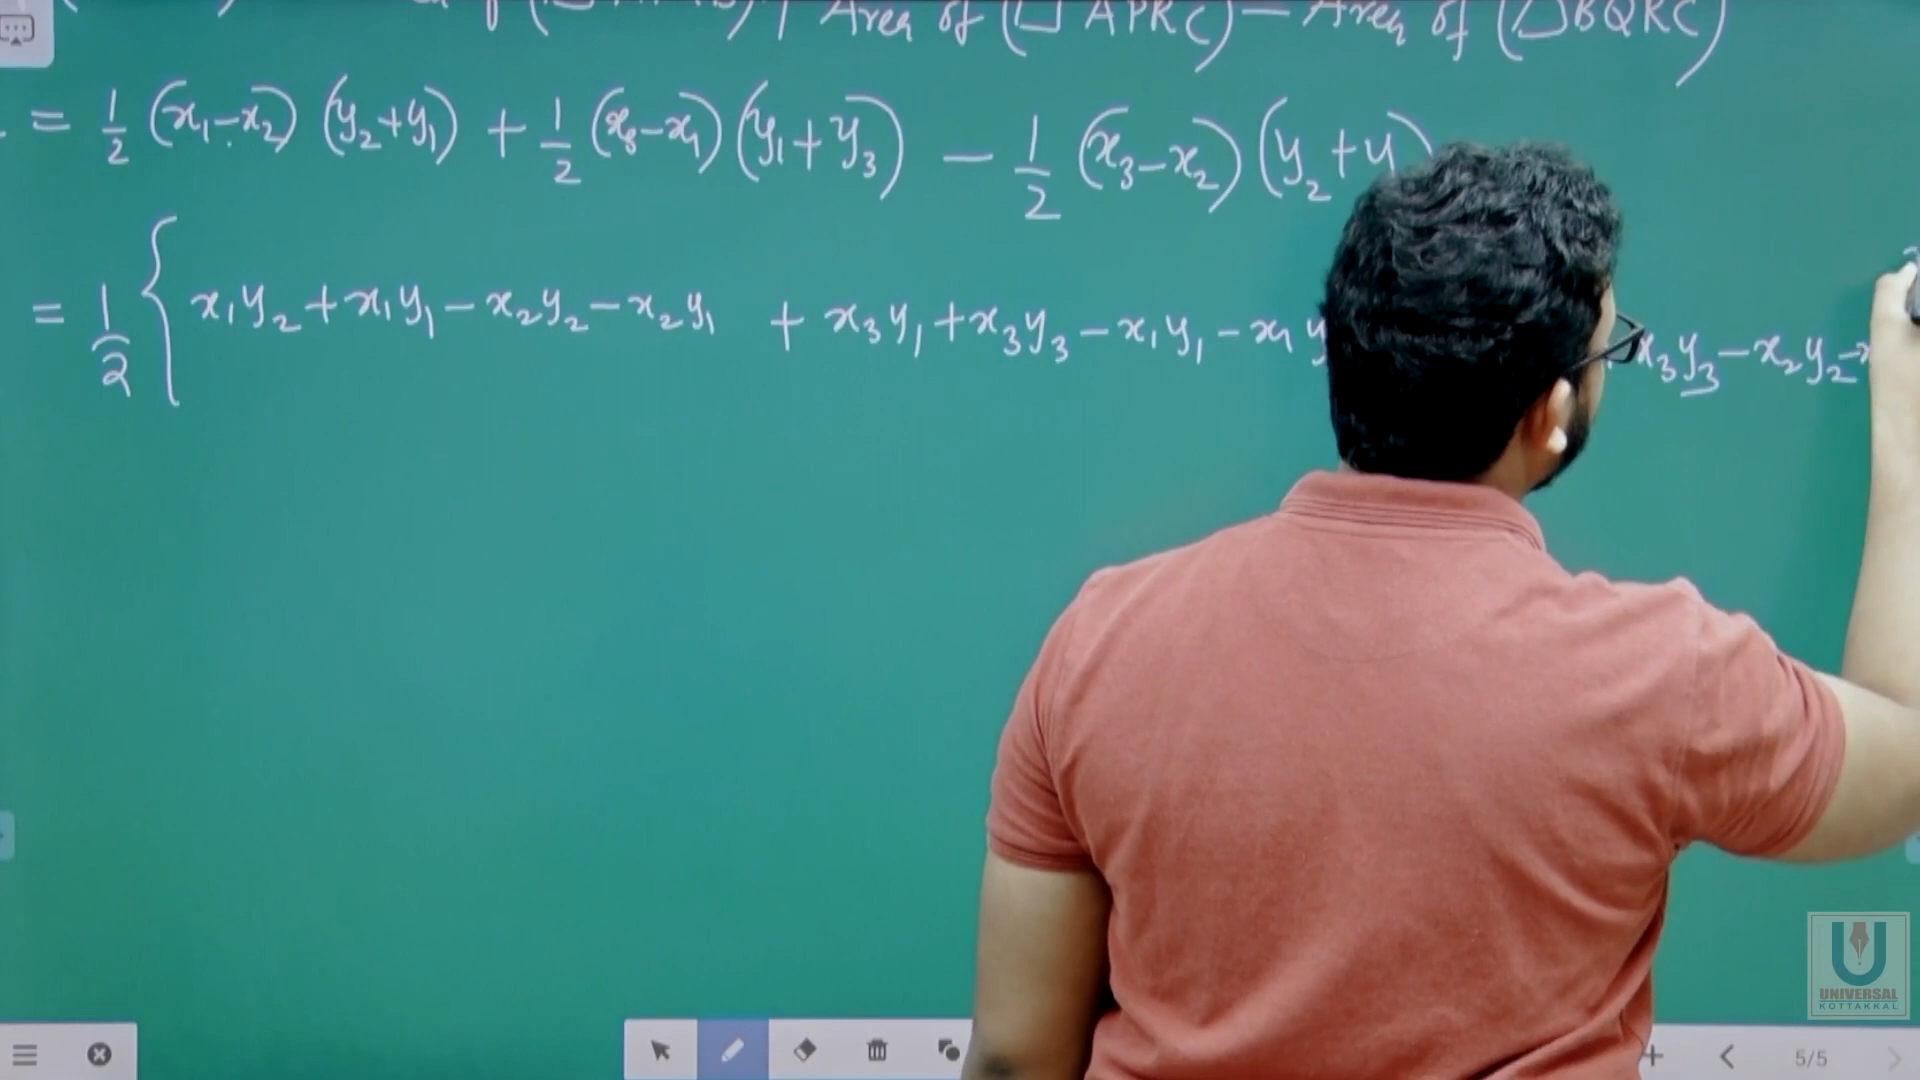 Area of (□APRC) - Area of (□BQRC)
= 1/2 (x₁-x₂) (y₂+y₁) + 1/2 (x₃-x₁) (y₁+y₃) - 1/2 (x₃-x₂) (y₂+y
= 1/2 { x₁y₂+x₁y₁-x₂y₂-x₂y₁ + x₃y₁+x₃y₃-x₁y₁-x₁y x₃y₃-x₂y₂-x
U
UNIVERSAL
KOTTAKKAL
5/5